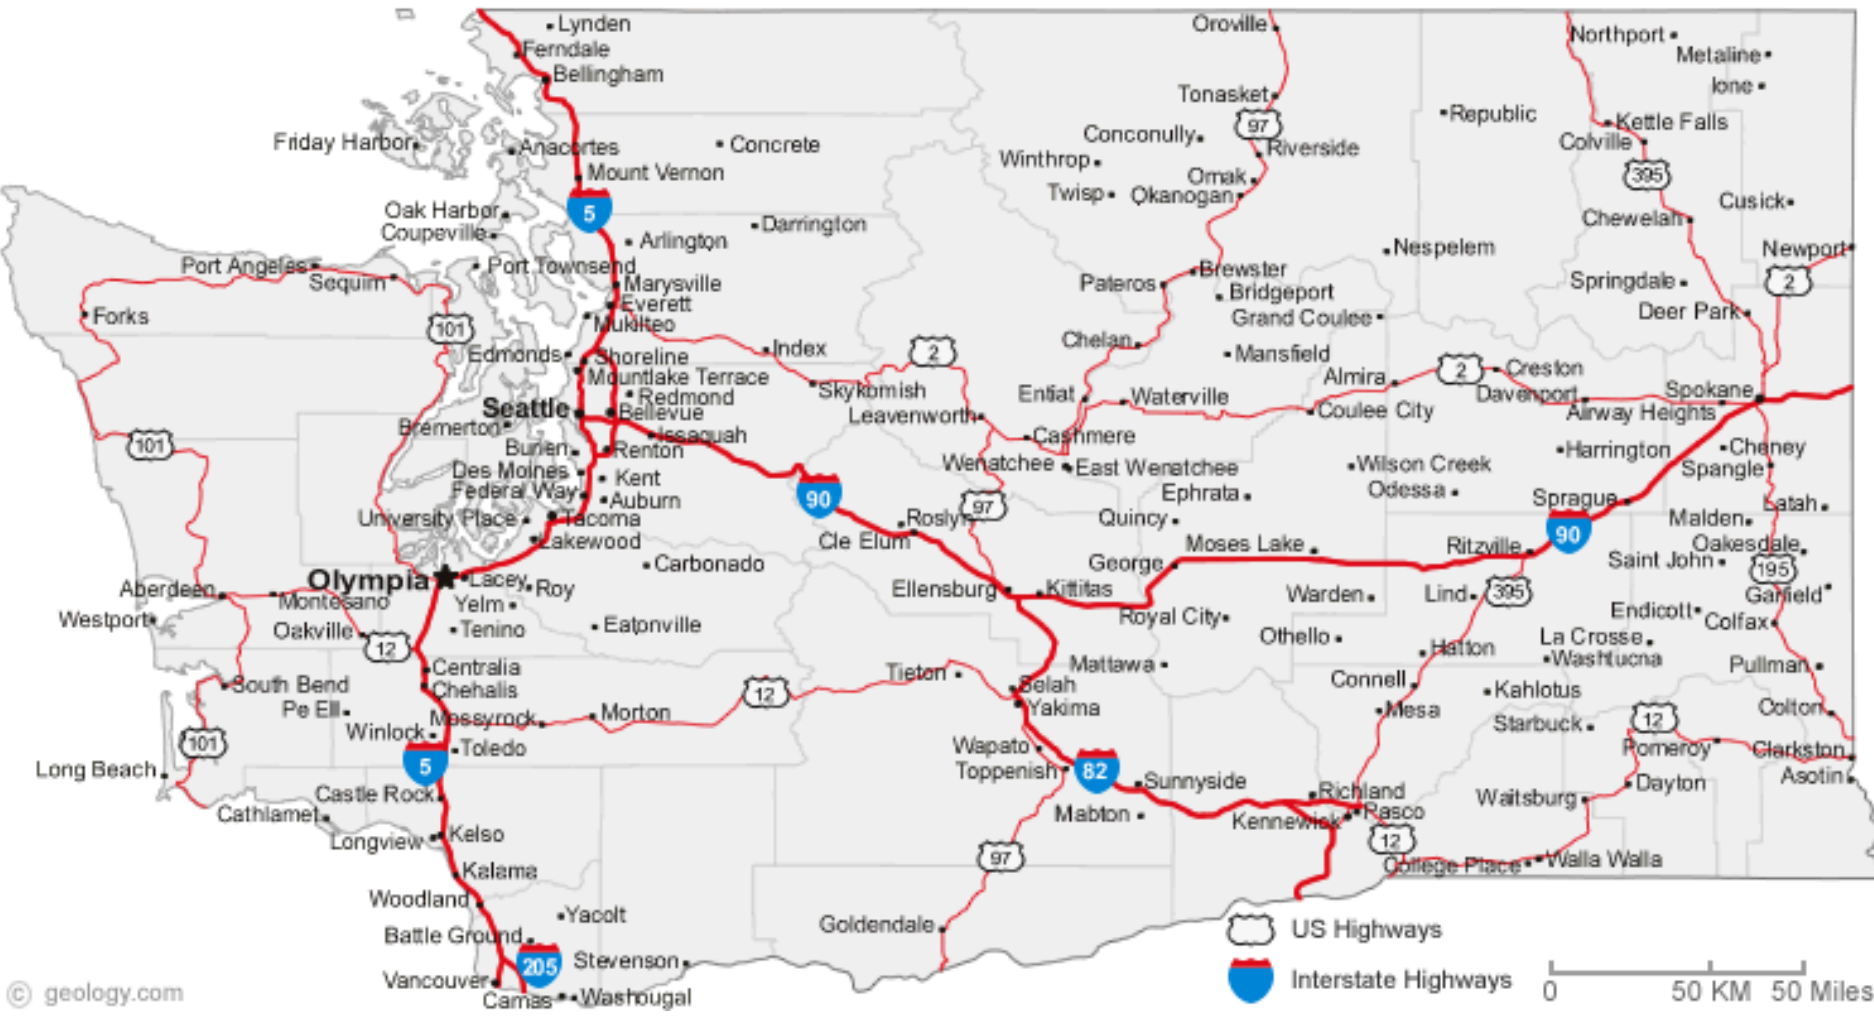 Lynden
Oroville
Northport
Ferndale
Metaline
Bellingham
Ione
Tonasket
97
Republic
Kettle Falls
Friday Harbor
Anacortes
Concrete
Conconully
Riverside
Colville
Winthrop
Mount Vernon
Omak
395
Twisp
Okanogan
Cusick
Oak Harbor
5
Darrington
Chewelah
Coupeville
Arlington
Nespelem
Newport
Port Angeles
Port Townsend
Brewster
Sequim
Marysville
Pateros
Bridgeport
Springdale
2
Everett
Forks
101
Mukilteo
Grand Coulee
Deer Park
Chelan
Edmonds
Shoreline
Index
2
Mansfield
Mountlake Terrace
Skykomish
Almira
2
Creston
Redmond
Entiat
Waterville
Davenport
Spokane
Seattle
Bellevue
Leavenworth
Coulee City
Airway Heights
Bremerton
Issaquah
Cashmere
101
Burien
Renton
Harrington
Cheney
Des Moines
Kent
Wenatchee
East Wenatchee
Wilson Creek
Spangle
Federal Way
Auburn
90
97
Ephrata
Odessa
Sprague
Latah
University Place
Tacoma
Roslyn
Quincy
90
Malden
Lakewood
Cle Elum
Moses Lake
Ritzville
Oakesdale
Olympia
Lacey
Carbonado
George
Saint John
195
Aberdeen
Roy
Ellensburg
Kittitas
Warden
Lind
395
Garfield
Montesano
Yelm
Westport
Oakville
Tenino
Eatonville
Royal City
Endicott
Colfax
12
Othello
Hatton
La Crosse
Centralia
Tieton
Mattawa
Washtucna
Pullman
South Bend
Chehalis
12
Selah
Connell
Kahlotus
Pe Ell
Mossyrock
Morton
Yakima
Mesa
Starbuck
12
Colton
Winlock
101
Toledo
Wapato
Pomeroy
Clarkston
Long Beach
5
Toppenish
82
Sunnyside
Asotin
Castle Rock
Richland
Waitsburg
Dayton
Cathlamet
Mabton
Kennewick
Pasco
Longview
Kelso
12
Kalama
97
College Place
Walla Walla
Woodland
Yacolt
Battle Ground
Goldendale
US Highways
205
Stevenson
Vancouver
Interstate Highways
Camas
Washougal
© geology.com
0 50 KM 50 Miles